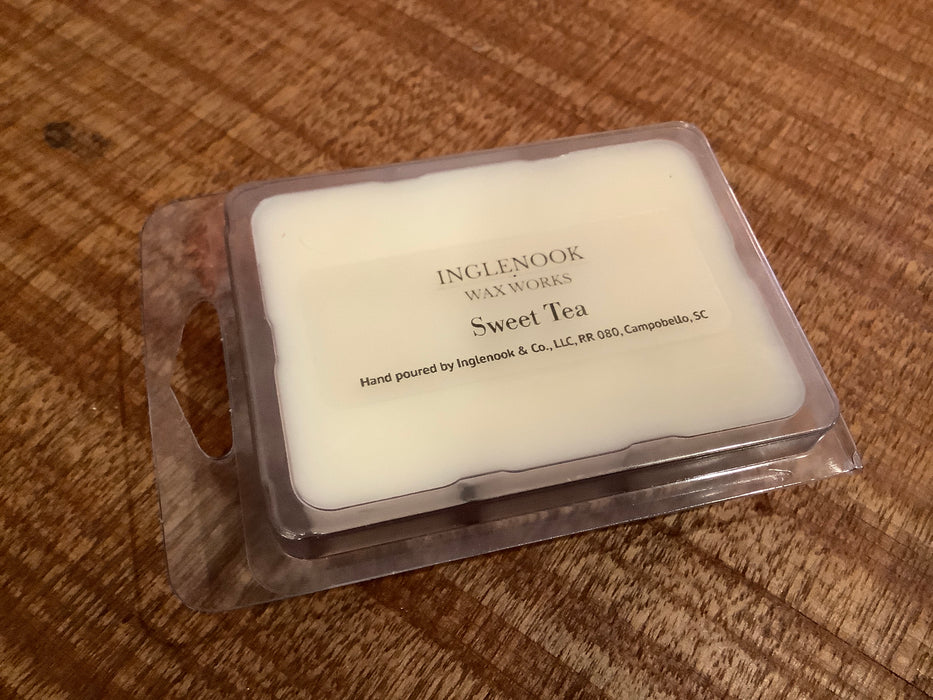 INGLENOOK
WAX WORKS
Sweet Tea
Hand poured by Inglenook & Co., LLC, RR 080, Campobello, SC